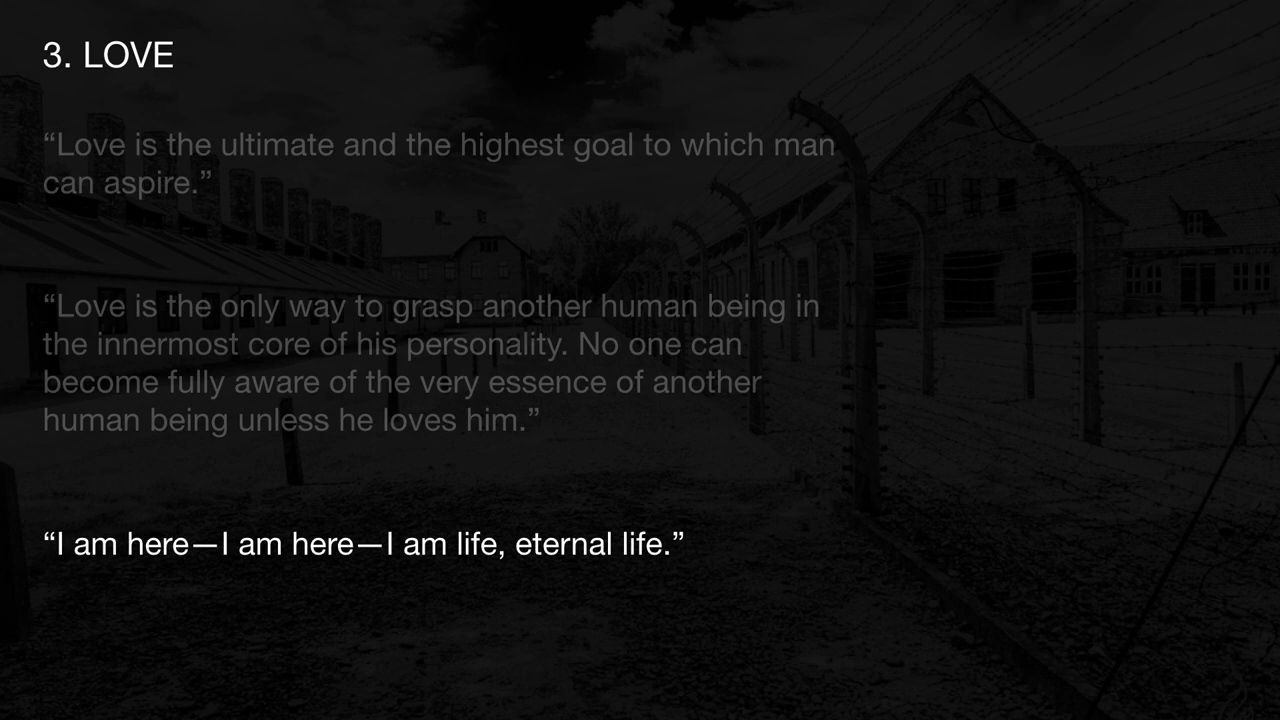 3. LOVE
“Love is the ultimate and the highest goal to which man
can aspire.”
“Love is the only way to grasp another human being in
the innermost core of his personality. No one can
become fully aware of the very essence of another
human being unless he loves him.”
“I am here—I am here—I am life, eternal life.”